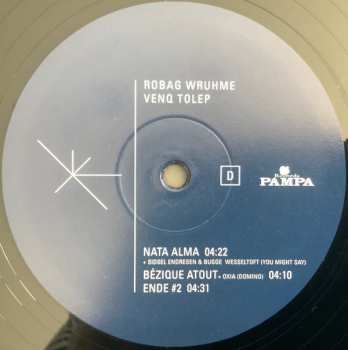 ROBAG WRUHME
VENQ TOLEP
D
Records
PAMPA
NATA ALMA 04:22
+ SIDSEL ENDRESEN & BUGGE WESSELTOFT (YOU MIGHT SAY)
BÉZIQUE ATOUT + OXIA (DOMINO) 04:10
ENDE #2 04:31